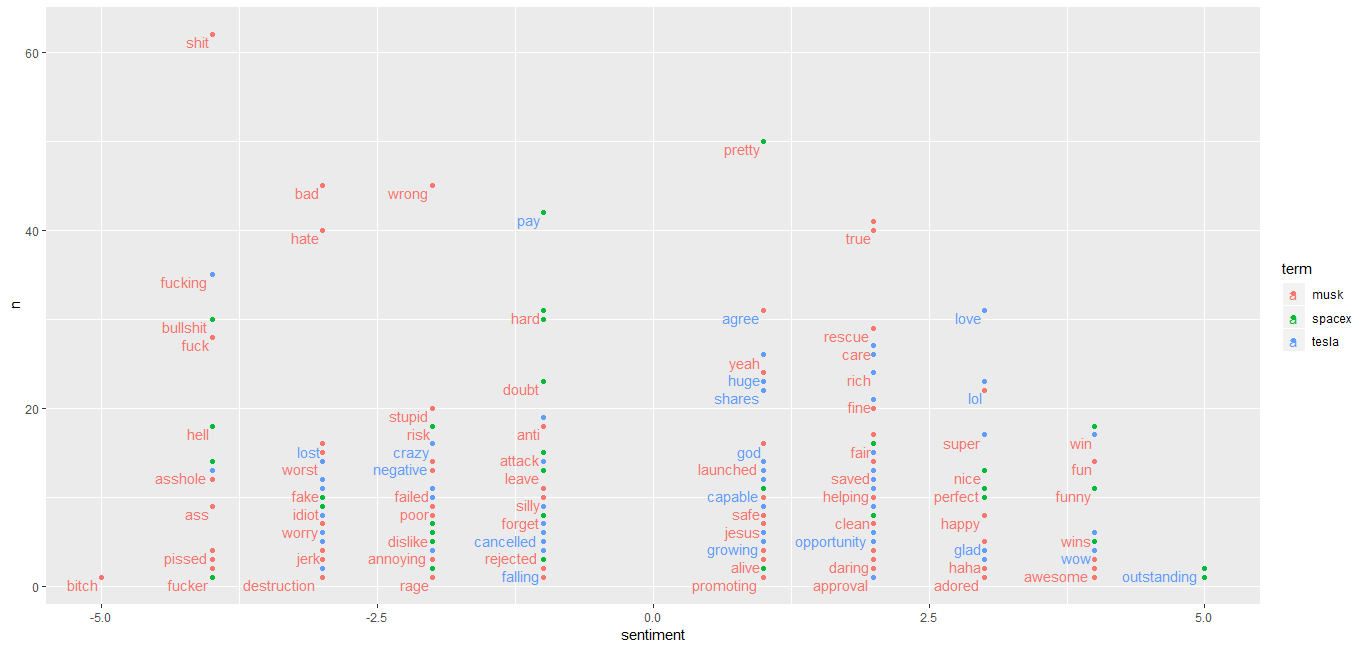 60
40
20
0
n
shit
pretty
bad
wrong
pay
hate
true
fucking
hard
agree
love
bullshit
rescue
fuck
care
yeah
huge
rich
doubt
shares
lol
fine
stupid
hell
risk
anti
super
win
lost
crazy
god
fair
worst
negative
attack
launched
fun
asshole
leave
saved
nice
fake
failed
capable
helping
perfect
funny
silly
ass
idiot
poor
safe
forget
clean
happy
worry
jesus
dislike
cancelled
opportunity
wins
growing
glad
pissed
jerk
annoying
rejected
wow
alive
daring
haha
falling
awesome
outstanding
bitch
fucker
destruction
rage
promoting
approval
adored
-5.0
-2.5
0.0
2.5
5.0
sentiment
term
a musk
a spacex
a tesla